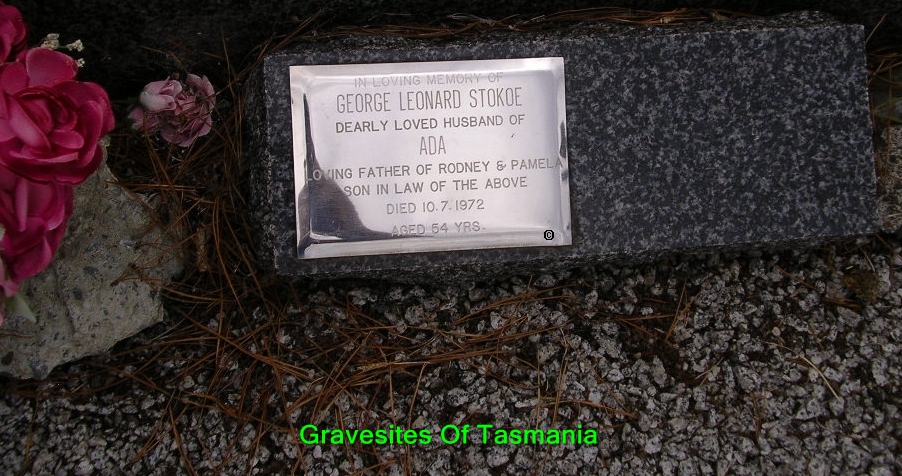 IN LOVING MEMORY OF
GEORGE LEONARD STOKOE
DEARLY LOVED HUSBAND OF
ADA
LOVING FATHER OF RODNEY & PAMELA
SON IN LAW OF THE ABOVE
DIED 10.7.1972
AGED 54 YRS.
©
Gravesites Of Tasmania